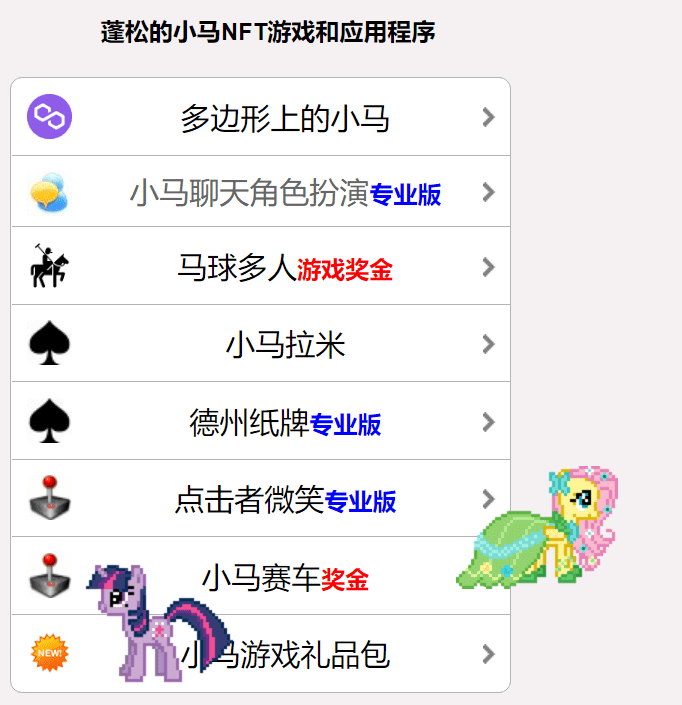 蓬松的小马NFT游戏和应用程序
多边形上的小马
小马聊天角色扮演专业版
马球多人游戏奖金
小马拉米
德州纸牌专业版
点击者微笑专业版
小马赛车奖金
NEW!
小马游戏礼品包